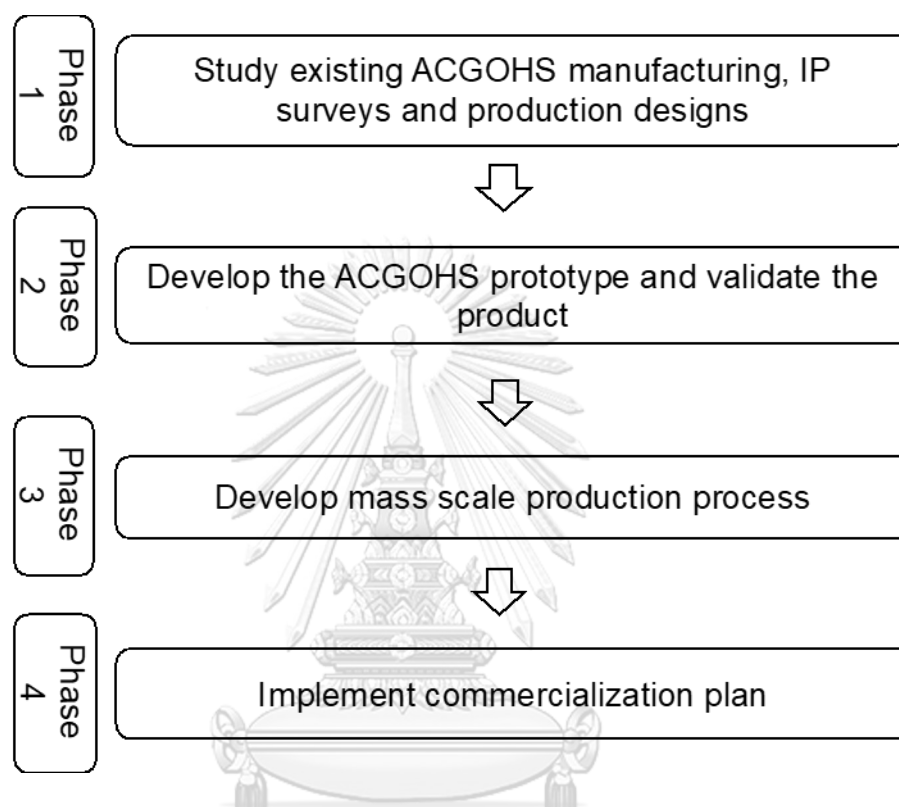 Phase
1
Study existing ACGOHS manufacturing, IP
surveys and production designs
Phase
2
Develop the ACGOHS prototype and validate the
product
Phase
3
Develop mass scale production process
Phase
4
Implement commercialization plan